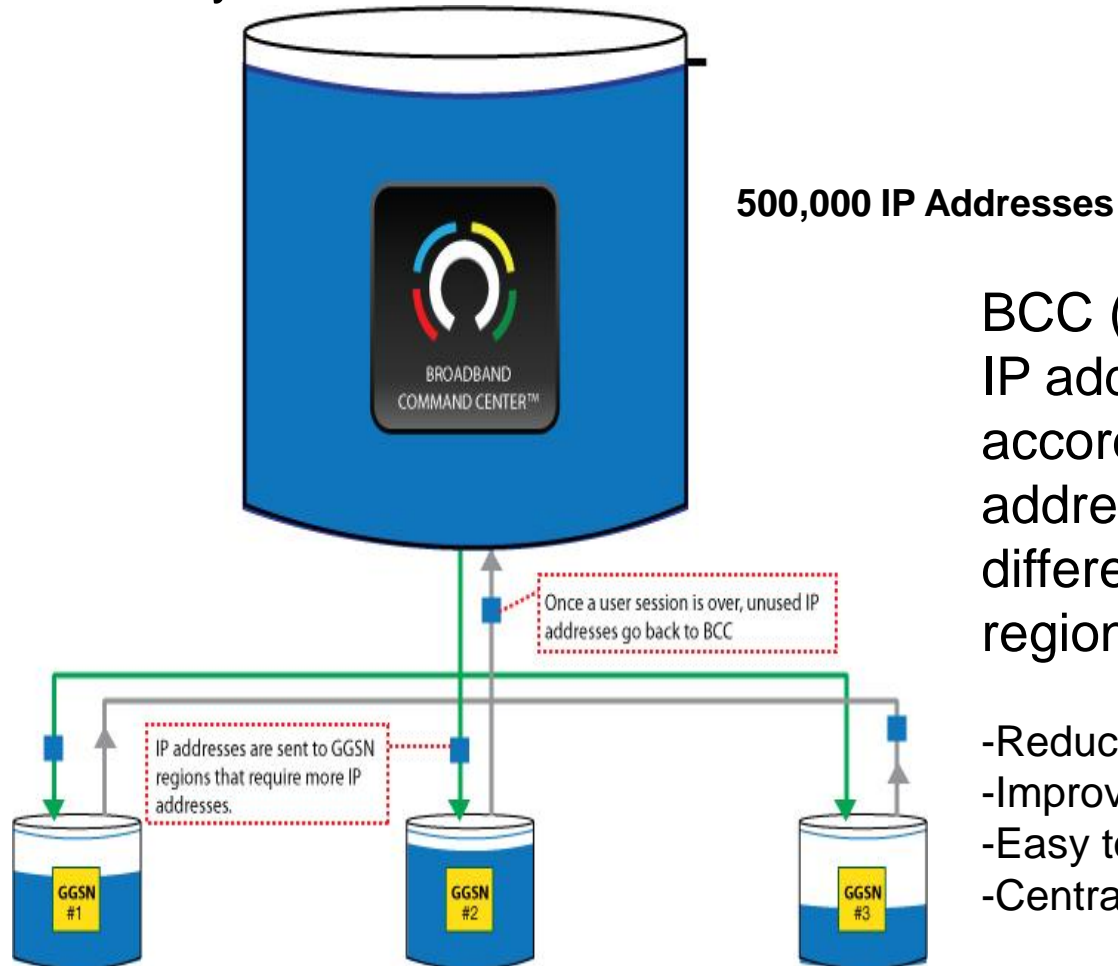 500,000 IP Addresses
BROADBAND
COMMAND CENTER™
BCC (
IP add
accord
addre
differe
region
Once a user session is over, unused IP
addresses go back to BCC
IP addresses are sent to GGSN
regions that require more IP
addresses.
-Reduc
-Improv
-Easy to
-Centra
GGSN
#1
GGSN
#2
GGSN
#3